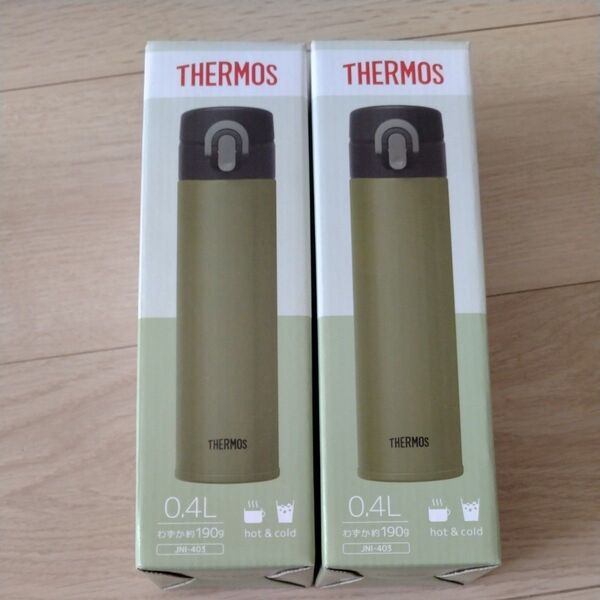 THERMOS
THERMOS
0.4L
わずか約190g
JNI-403
hot & cold
THERMOS
THERMOS
0.4L
わずか約190g
JNI-403
hot & cold